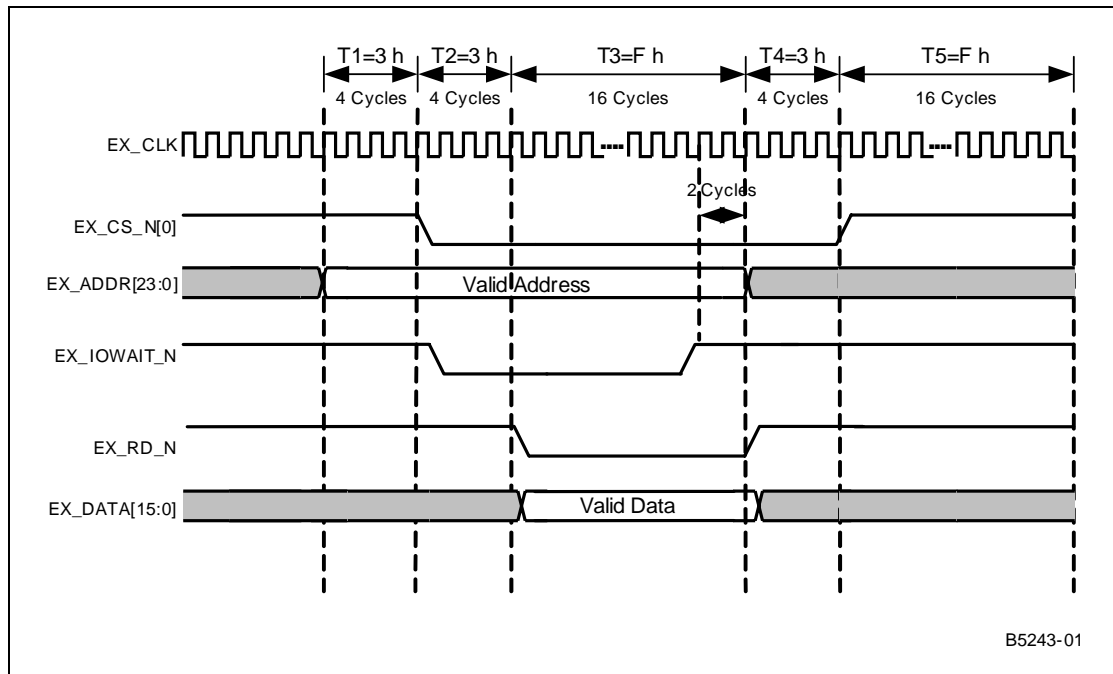 T1=3 h T2=3 h T3=F h T4=3 h T5=F h
4 Cycles 4 Cycles 16 Cycles 4 Cycles 16 Cycles
EX_CLK
2 Cycles
EX_CS_N[0]
EX_ADDR[23:0] Valid Address
EX_IOWAIT_N
EX_RD_N
EX_DATA[15:0] Valid Data
B5243-01